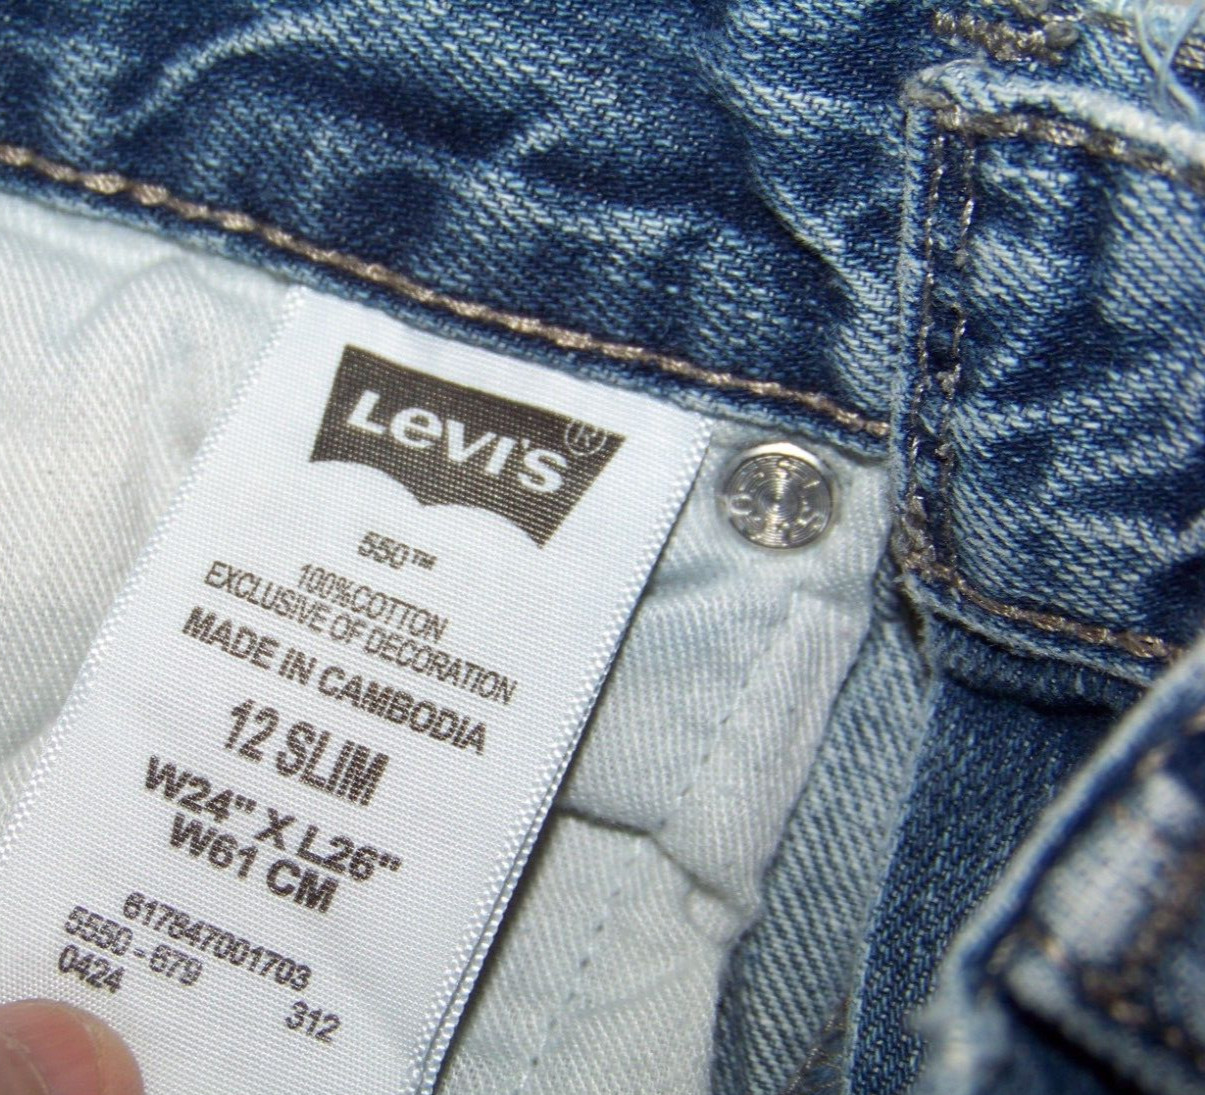 LEVI'S®
550™
100%COTTON
EXCLUSIVE OF DECORATION
MADE IN CAMBODIA
12 SLIM
W24" X L26"
W61 CM
617847001703
5550-679
0424
312